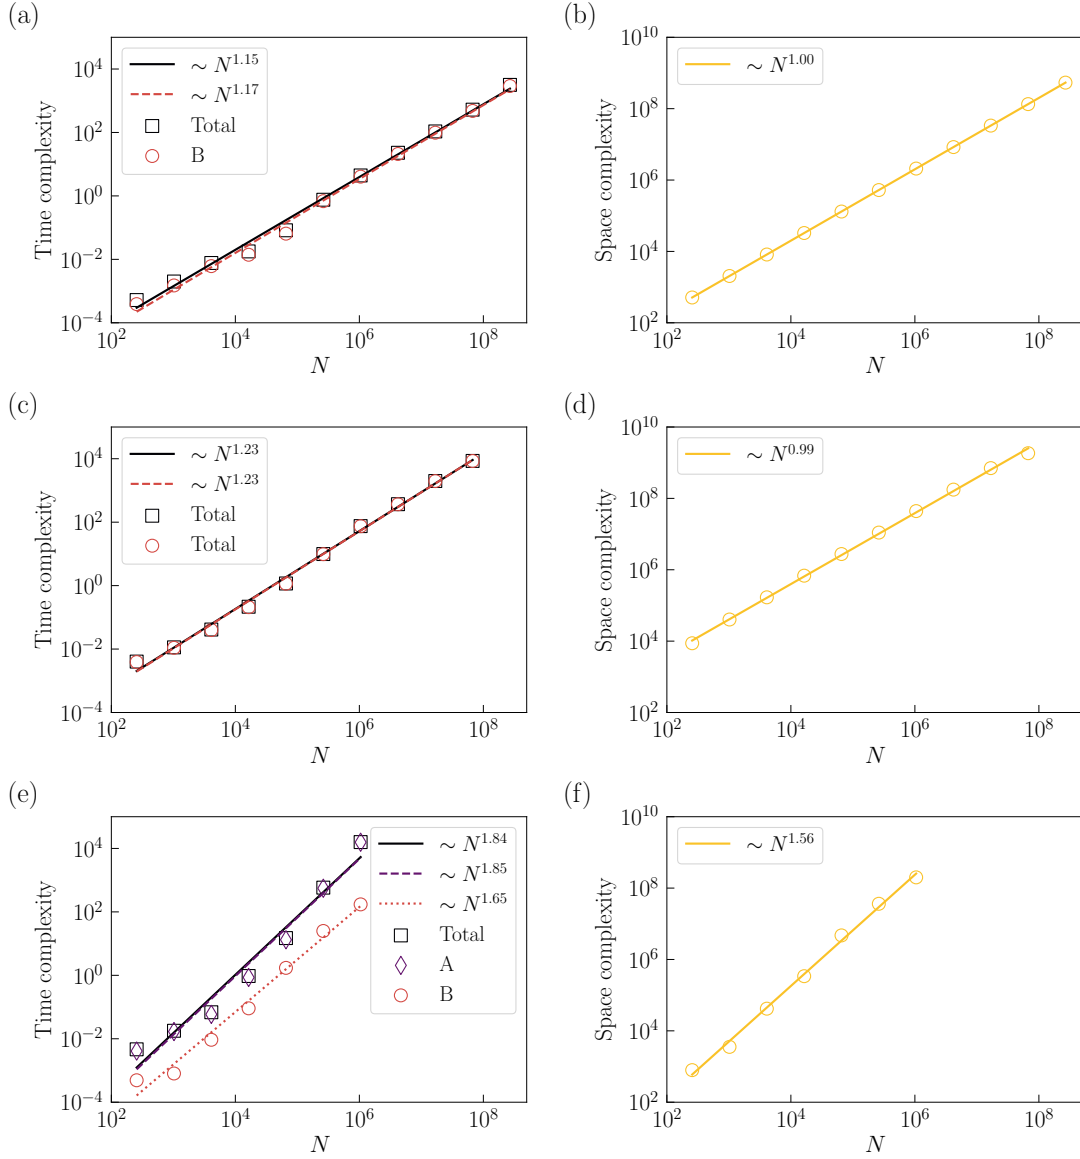 (a)
Time complexity
10^4
10^2
10^0
10^−2
10^−4
∼ N^1.15
∼ N^1.17
Total
B
10^2 10^4 10^6 10^8
N
(b)
Space complexity
10^10
10^8
10^6
10^4
10^2
∼ N^1.00
10^2 10^4 10^6 10^8
N
(c)
Time complexity
10^4
10^2
10^0
10^−2
10^−4
∼ N^1.23
∼ N^1.23
Total
Total
10^2 10^4 10^6 10^8
N
(d)
Space complexity
10^10
10^8
10^6
10^4
10^2
∼ N^0.99
10^2 10^4 10^6 10^8
N
(e)
Time complexity
10^4
10^2
10^0
10^−2
10^−4
∼ N^1.84
∼ N^1.85
∼ N^1.65
Total
A
B
10^2 10^4 10^6 10^8
N
(f)
Space complexity
10^10
10^8
10^6
10^4
10^2
∼ N^1.56
10^2 10^4 10^6 10^8
N